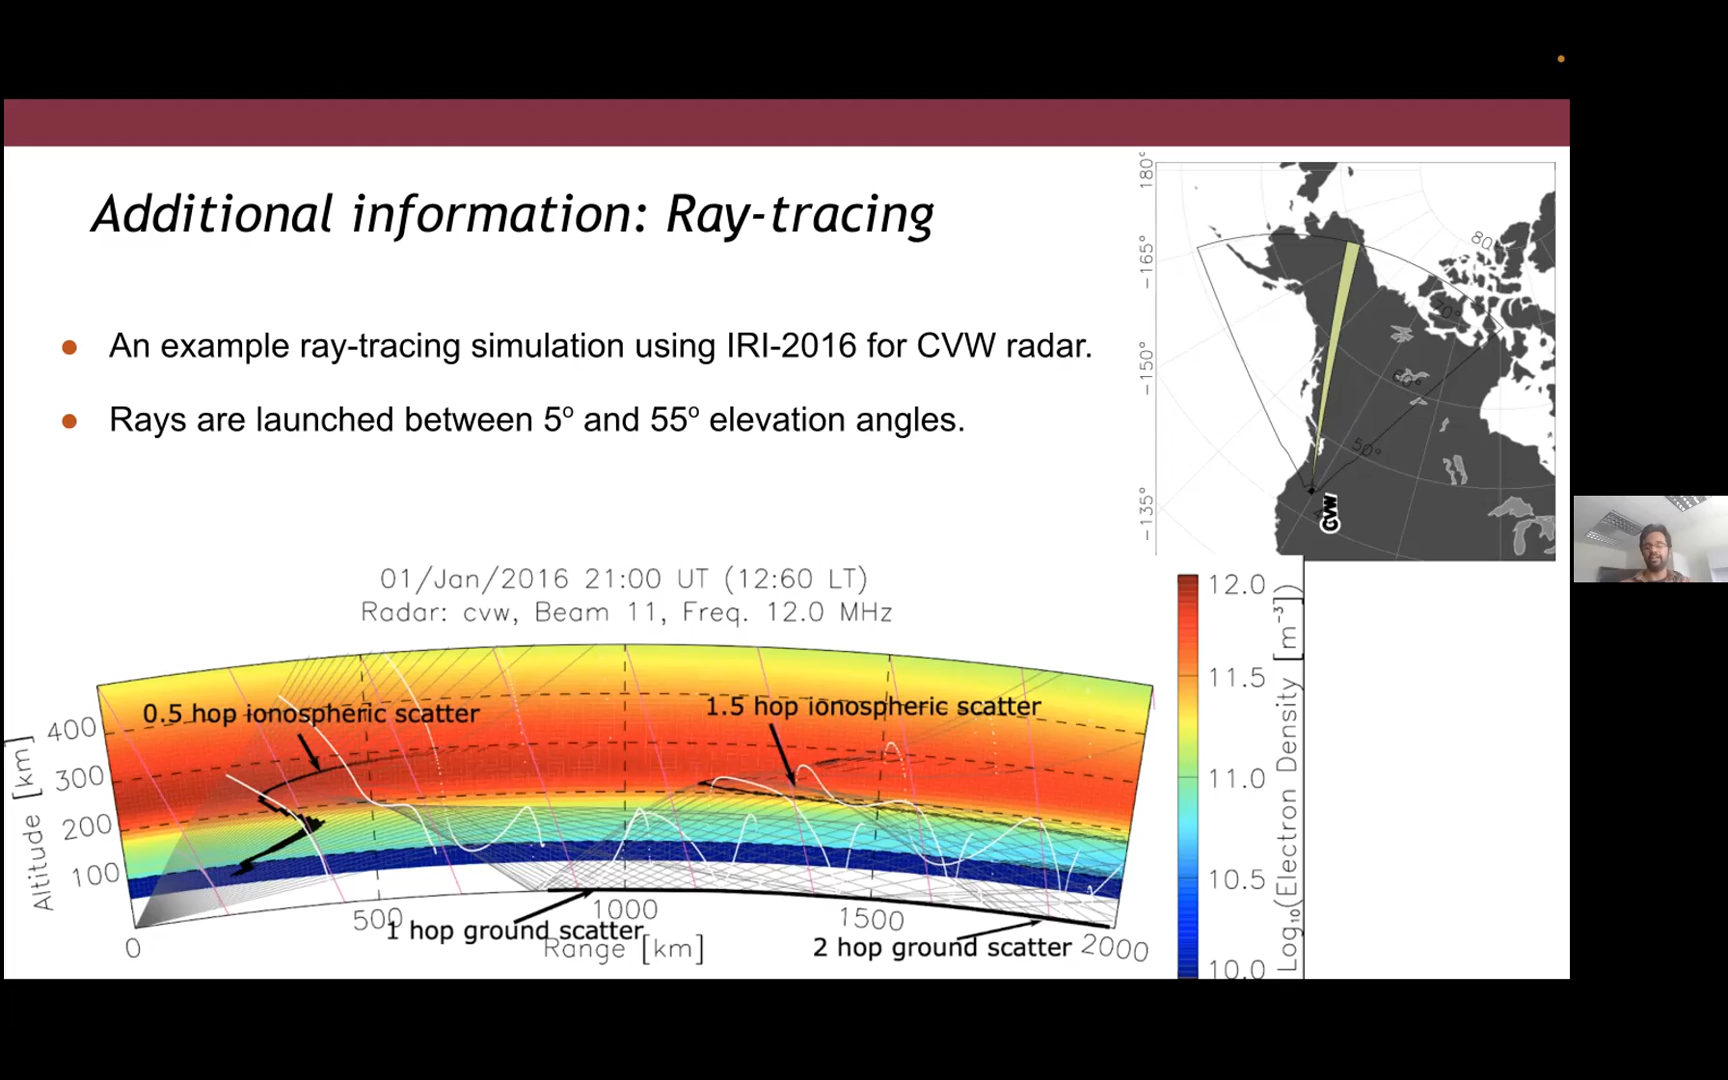 Additional information: Ray-tracing
An example ray-tracing simulation using IRI-2016 for CVW radar.
Rays are launched between 5º and 55º elevation angles.
180°
-165°
-150°
-135°
80
70°
60°
50°
CVW
01/Jan/2016 21:00 UT (12:60 LT)
Radar: cvw, Beam 11, Freq. 12.0 MHz
0.5 hop ionospheric scatter
1.5 hop ionospheric scatter
Altitude [km]
400
300
200
100
0
500
1000
1500
2000
1 hop ground scatter
Range [km]
2 hop ground scatter
12.0
11.5
11.0
10.5
10.0
Log₁₀(Electron Density [m⁻³])